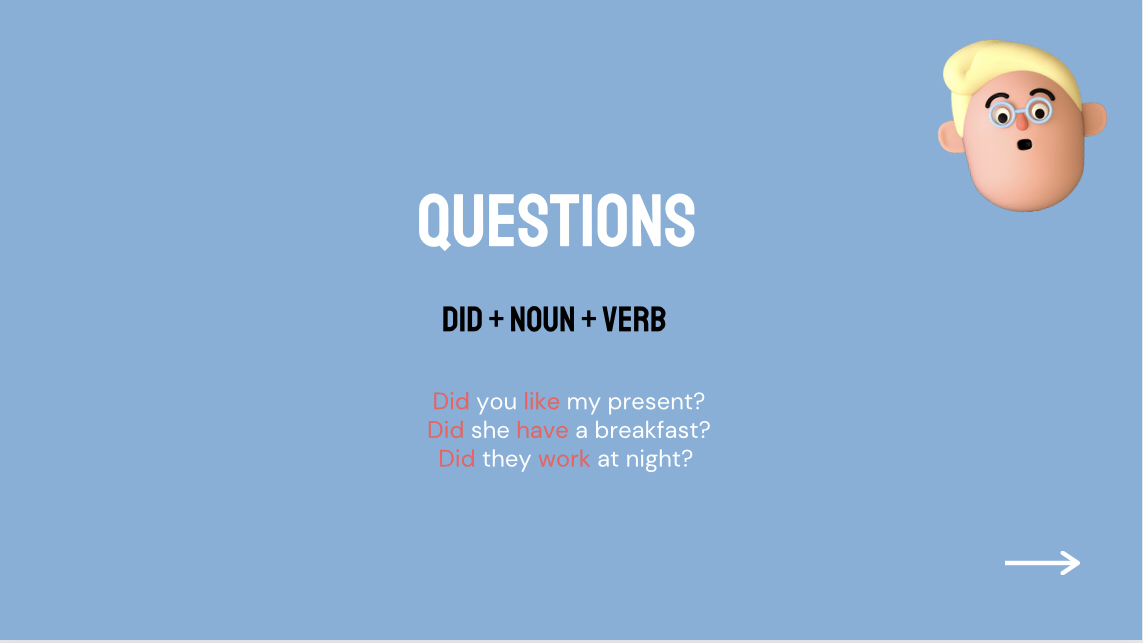 QUESTIONS
DID + NOUN + VERB
Did you like my present?
Did she have a breakfast?
Did they work at night?